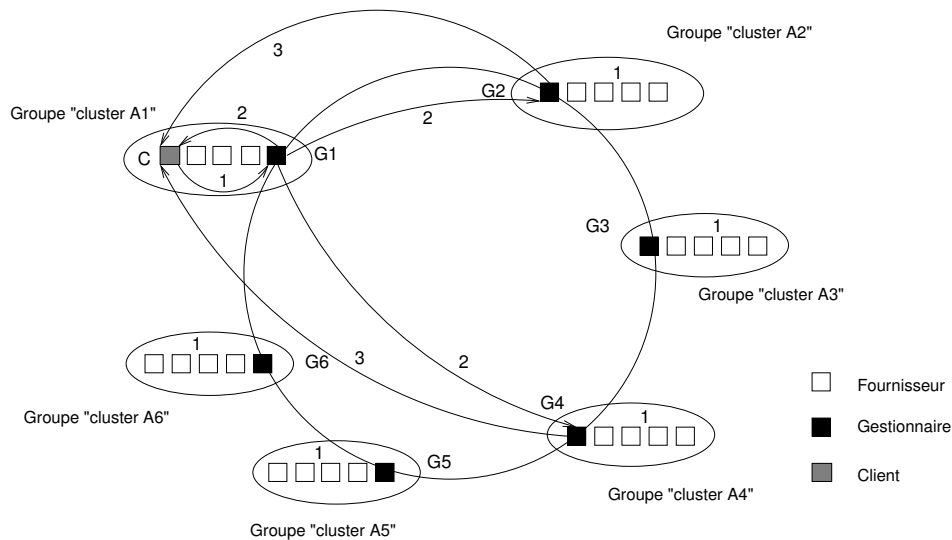 Groupe "cluster A2"
3
1
G2
Groupe "cluster A1"
2
2
C
G1
1
G3
1
Groupe "cluster A3"
1
G6
3
2
Groupe "cluster A6"
G4
1
Fournisseur
Gestionnaire
1
G5
Client
Groupe "cluster A4"
Groupe "cluster A5"